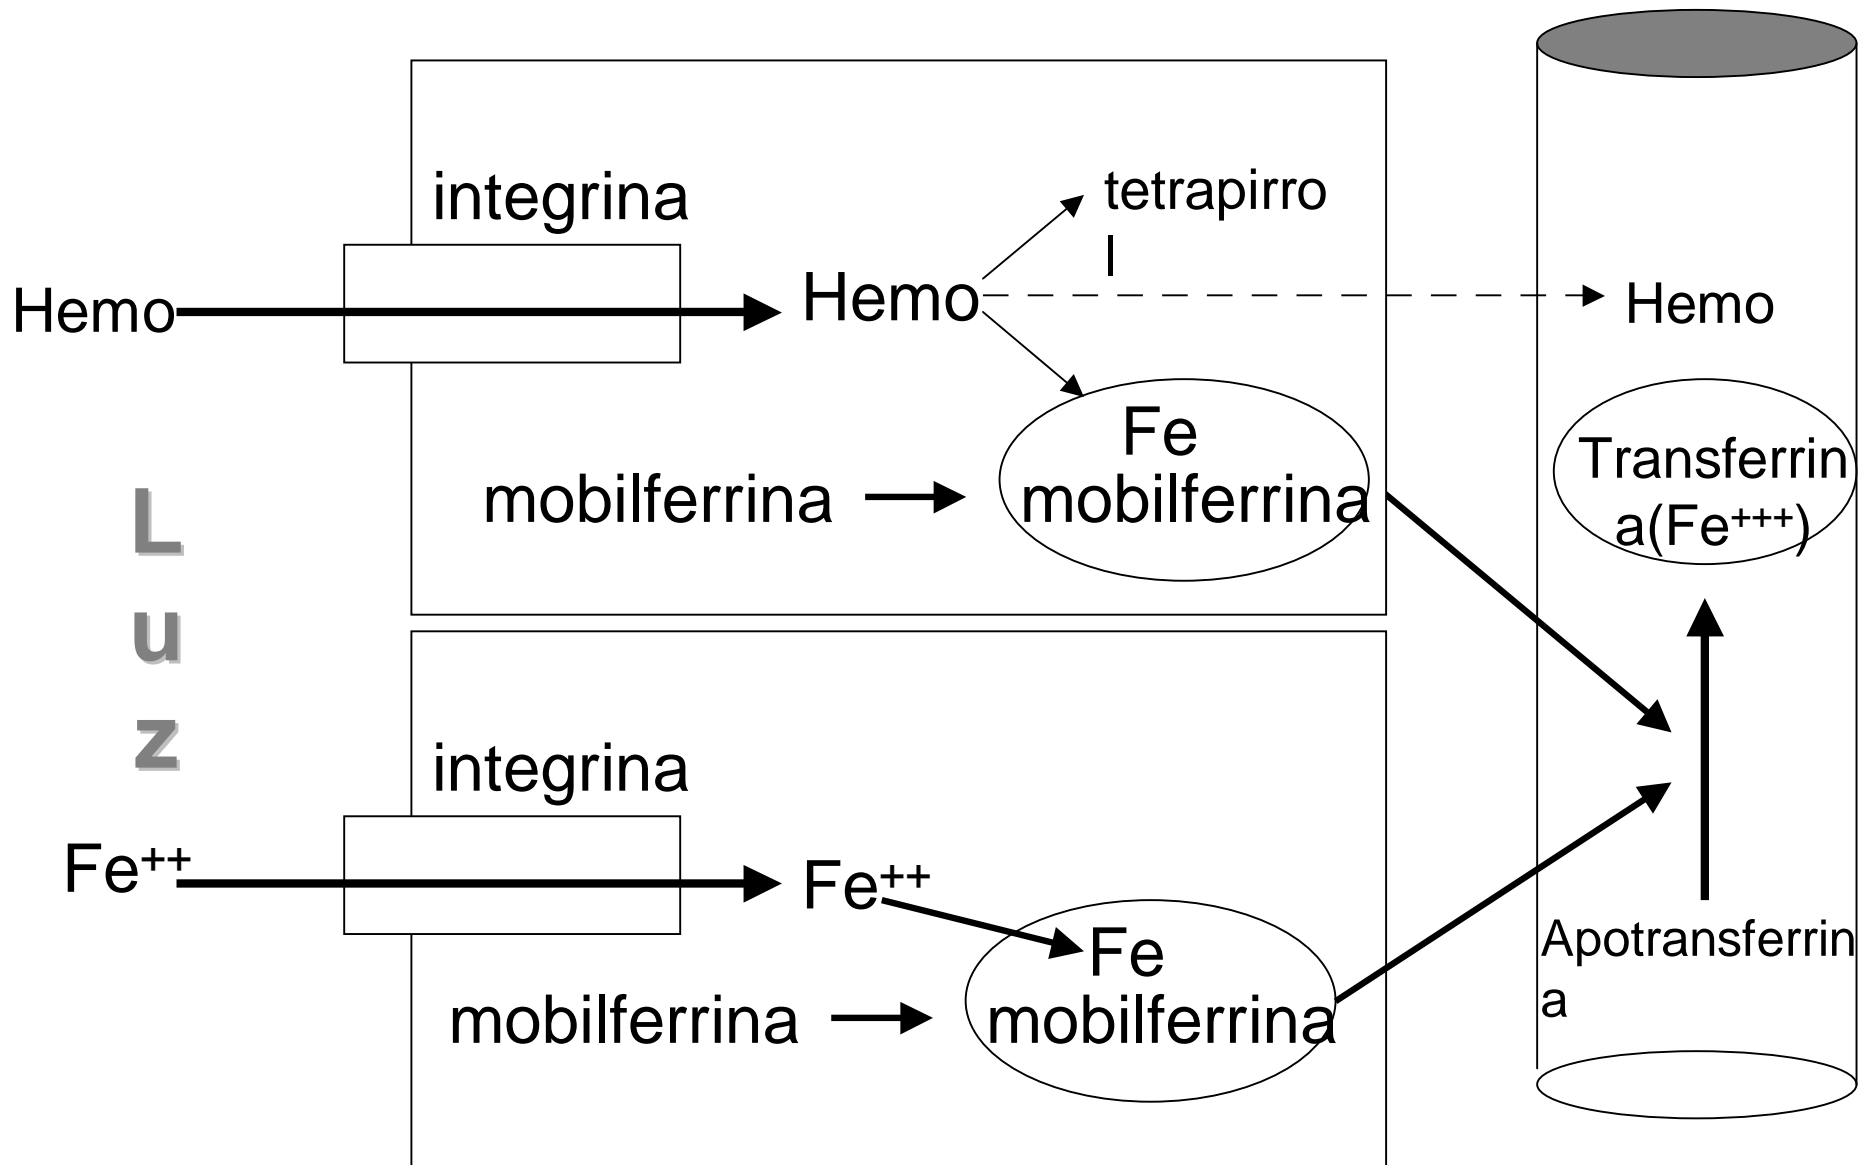 integrina
tetrapirro
l
Hemo
Hemo
Hemo
Fe
mobilferrina
mobilferrina
Transferrin
a(Fe+++)
L
u
z
integrina
Fe++
Fe++
Fe
mobilferrina
mobilferrina
Apotransferrin
a